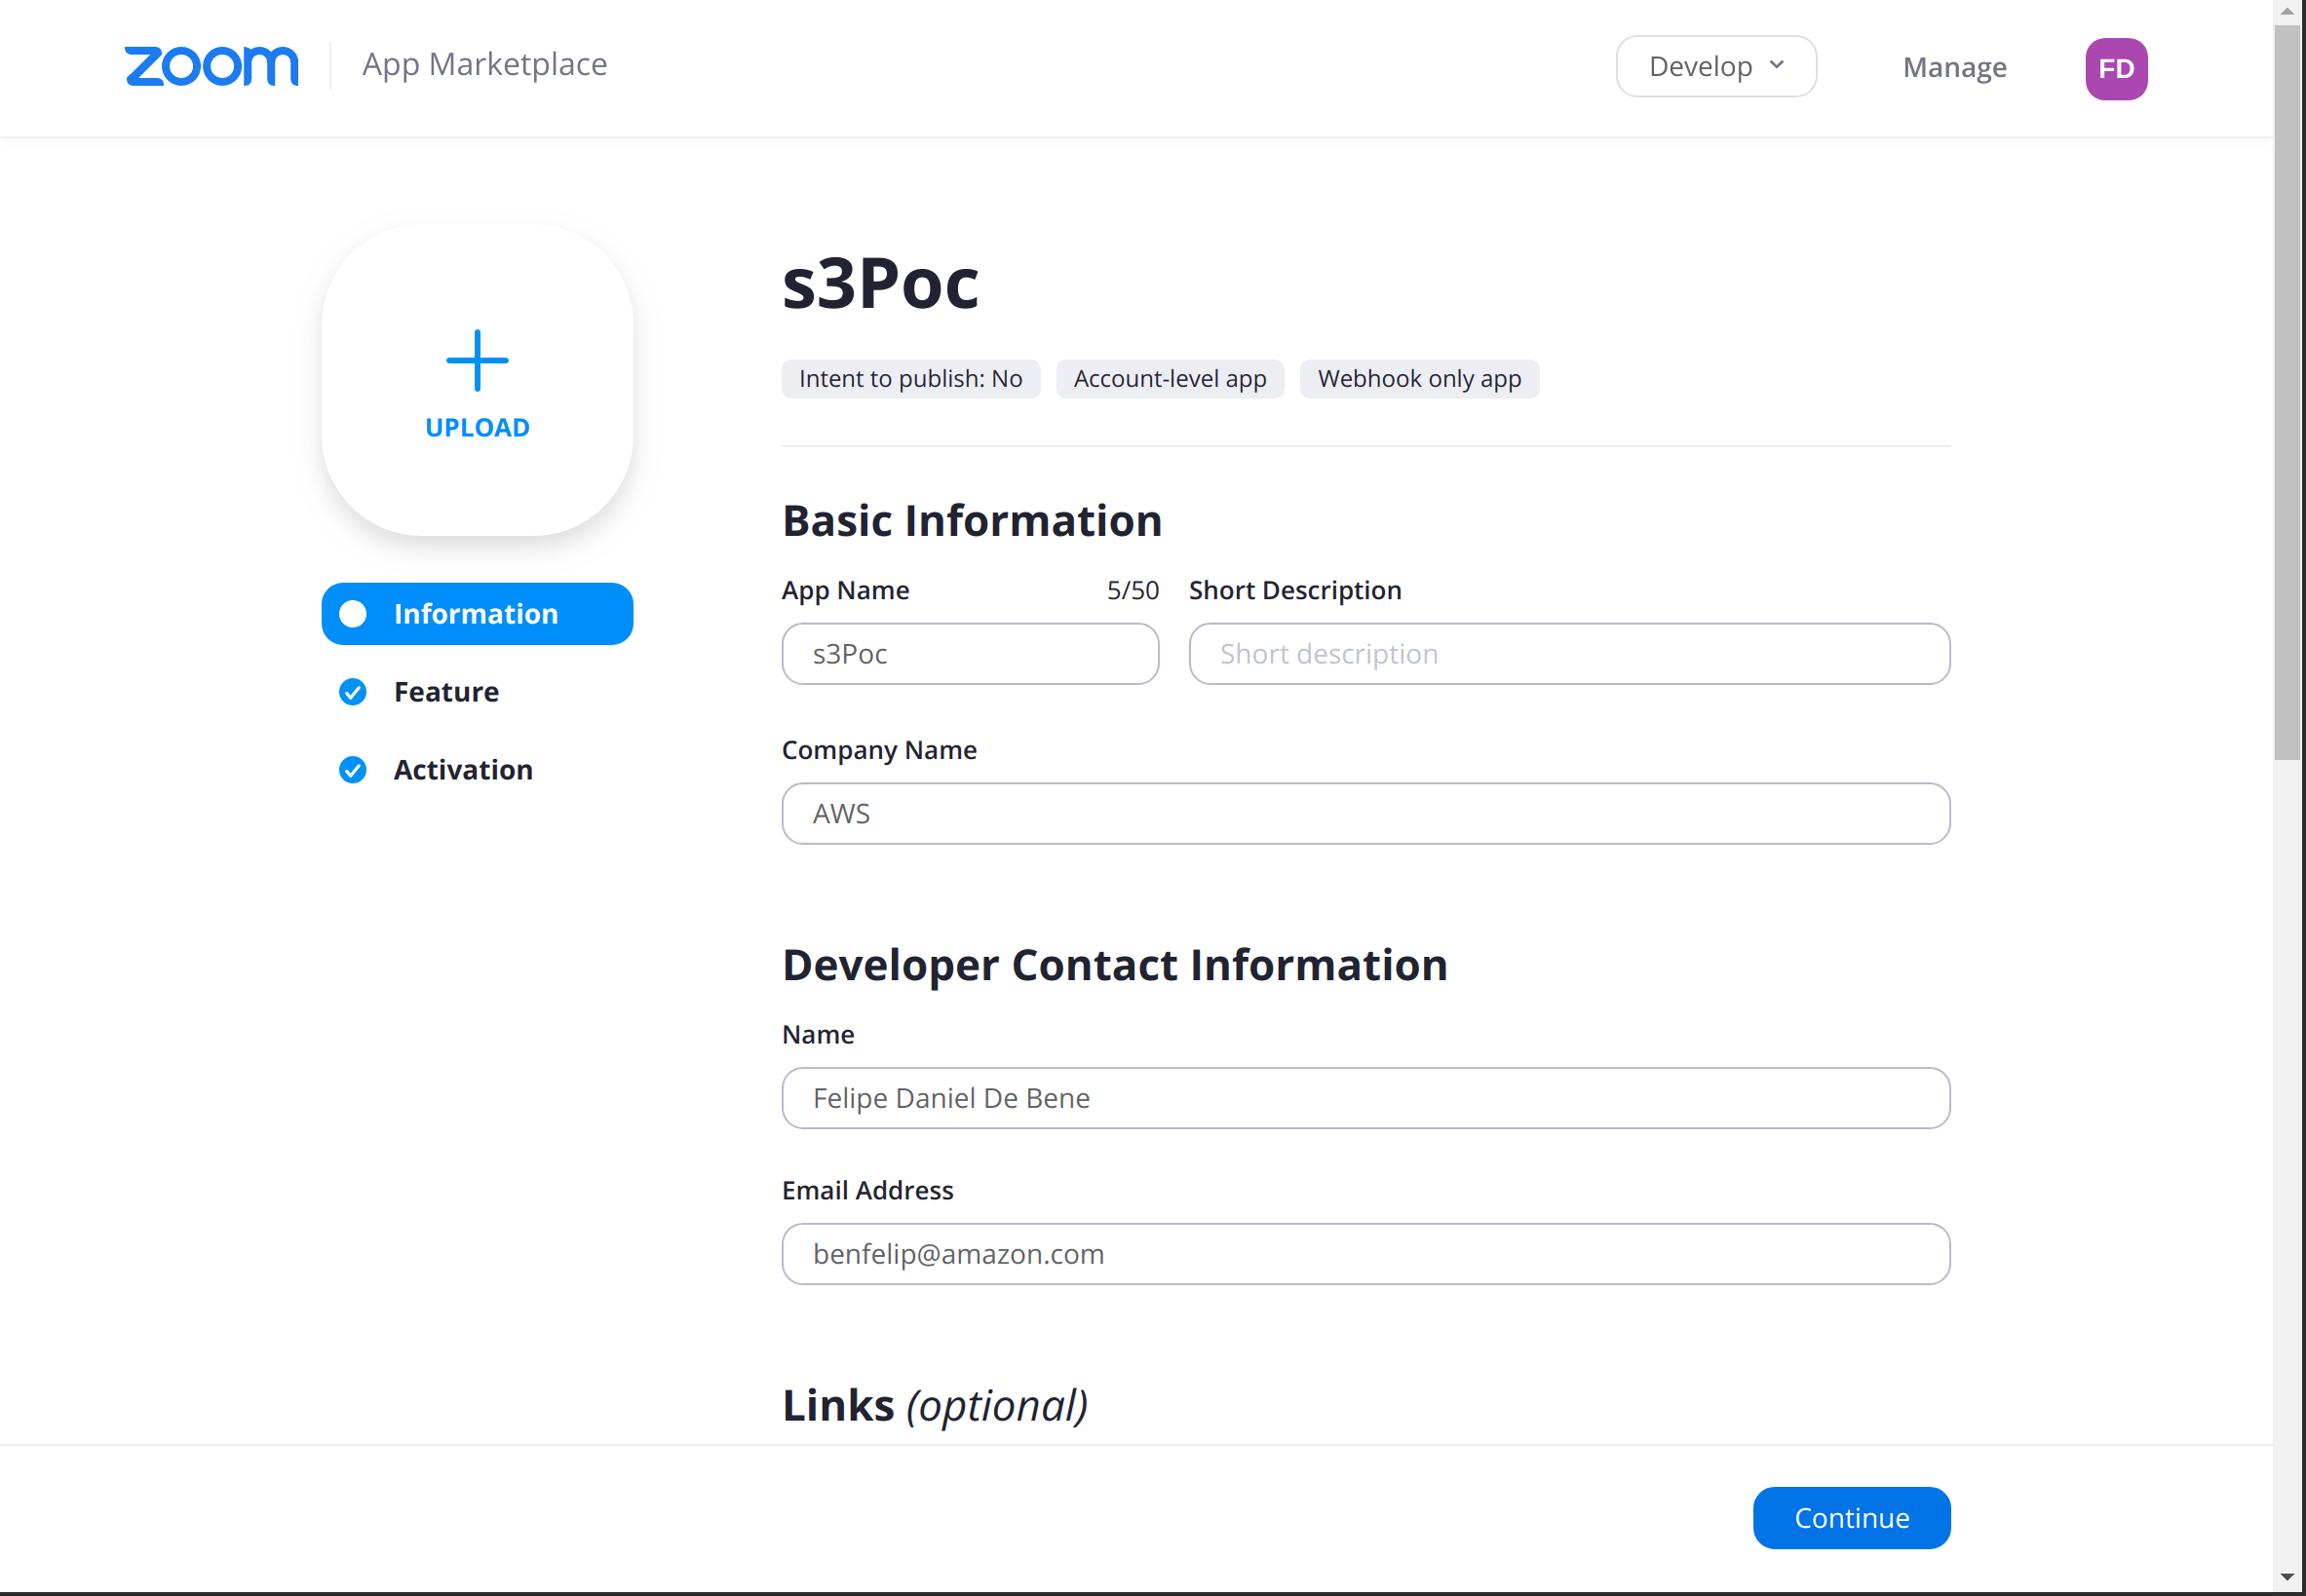 zoom App Marketplace Develop Manage FD
UPLOAD
Information
Feature
Activation
s3Poc
Intent to publish: No Account-level app Webhook only app
Basic Information
App Name 5/50 Short Description
s3Poc Short description
Company Name
AWS
Developer Contact Information
Name
Felipe Daniel De Bene
Email Address
benfelip@amazon.com
Links (optional)
Continue